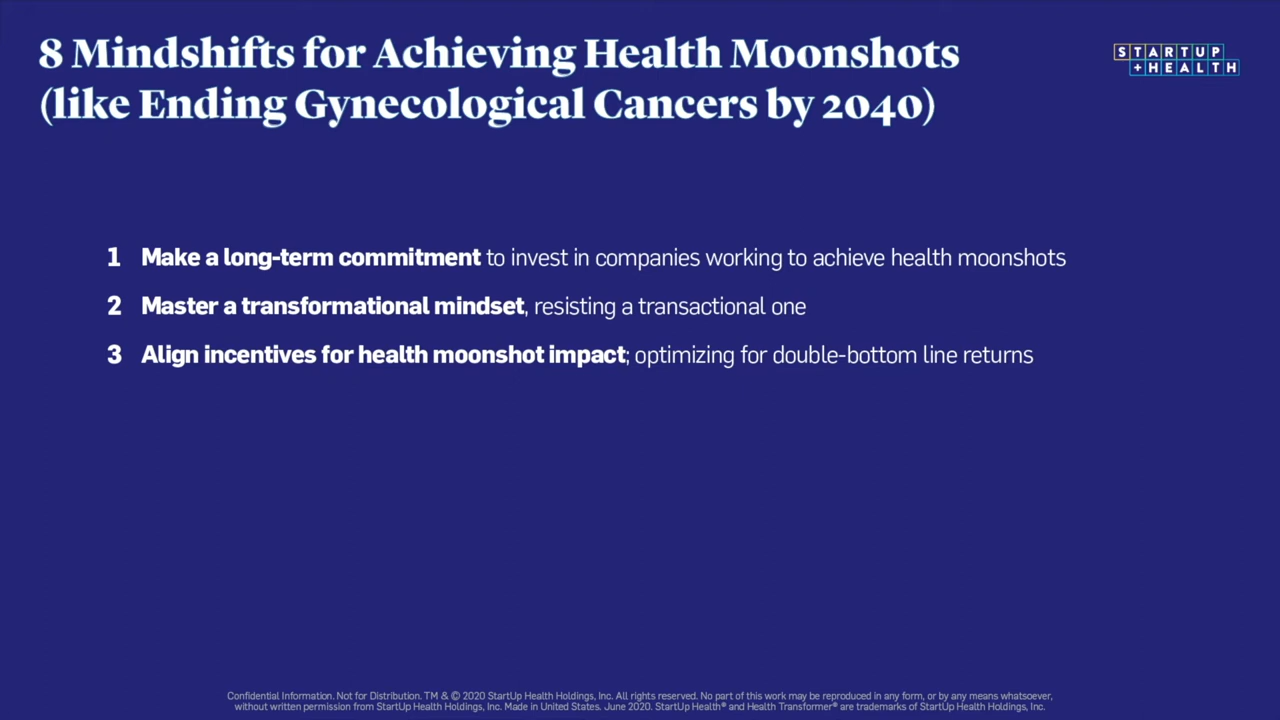 8 Mindshifts for Achieving Health Moonshots
(like Ending Gynecological Cancers by 2040)
STARTUP
+HEALTH
1 Make a long-term commitment to invest in companies working to achieve health moonshots
2 Master a transformational mindset, resisting a transactional one
3 Align incentives for health moonshot impact; optimizing for double-bottom line returns
Confidential Information. Not for Distribution. TM & © 2020 StartUp Health Holdings, Inc. All rights reserved. No part of this work may be reproduced in any form, or by any means whatsoever,
without written permission from StartUp Health Holdings, Inc. Made in United States. June 2020. StartUp Health® and Health Transformer® are trademarks of StartUp Health Holdings, Inc.